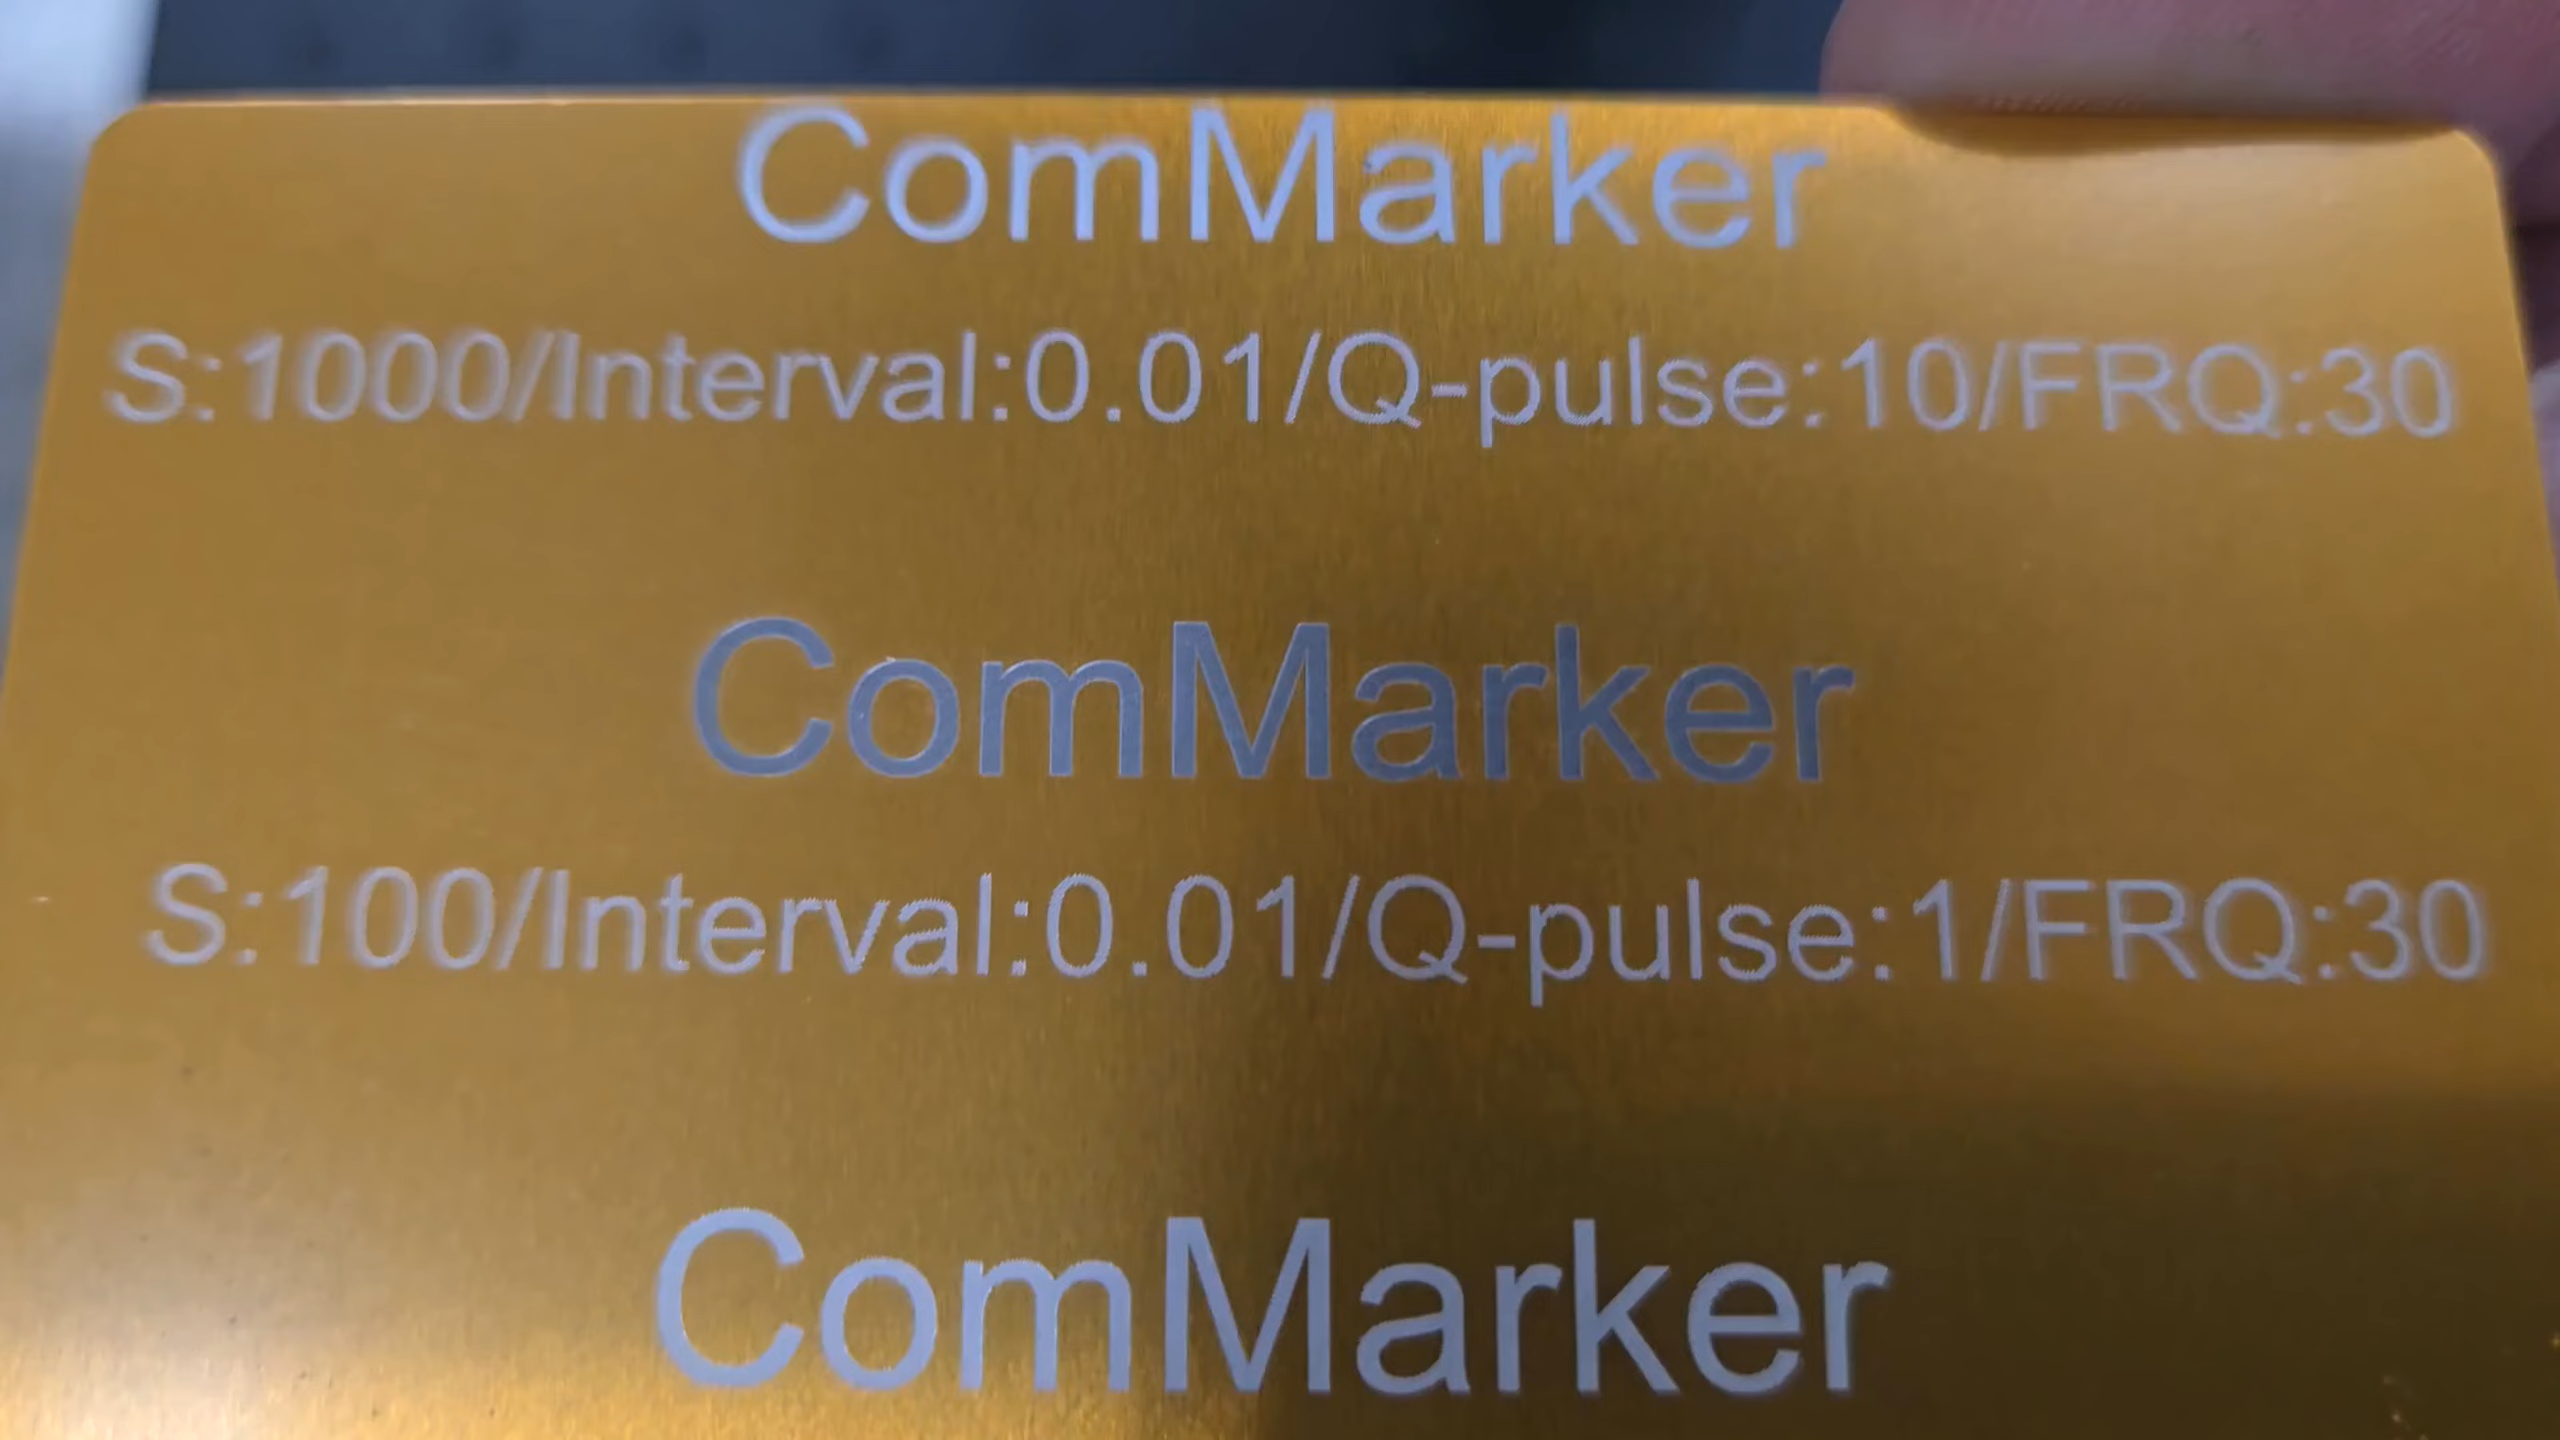 ComMarker
S:1000/Interval:0.01/Q-pulse:10/FRQ:30
ComMarker
S:100/Interval:0.01/Q-pulse:1/FRQ:30
ComMarker